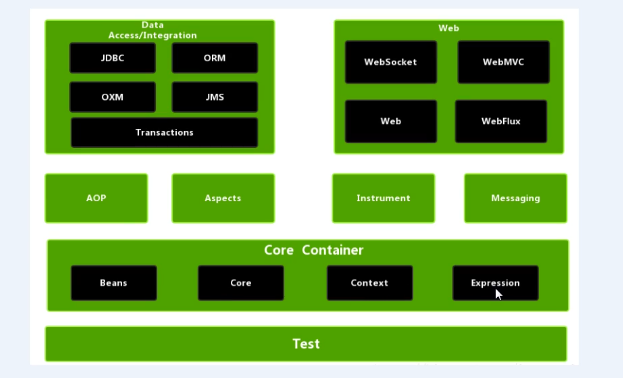 Data
Access/Integration
JDBC
ORM
OXM
JMS
Transactions
Web
WebSocket
WebMVC
Web
WebFlux
AOP
Aspects
Instrument
Messaging
Core Container
Beans
Core
Context
Expression
Test